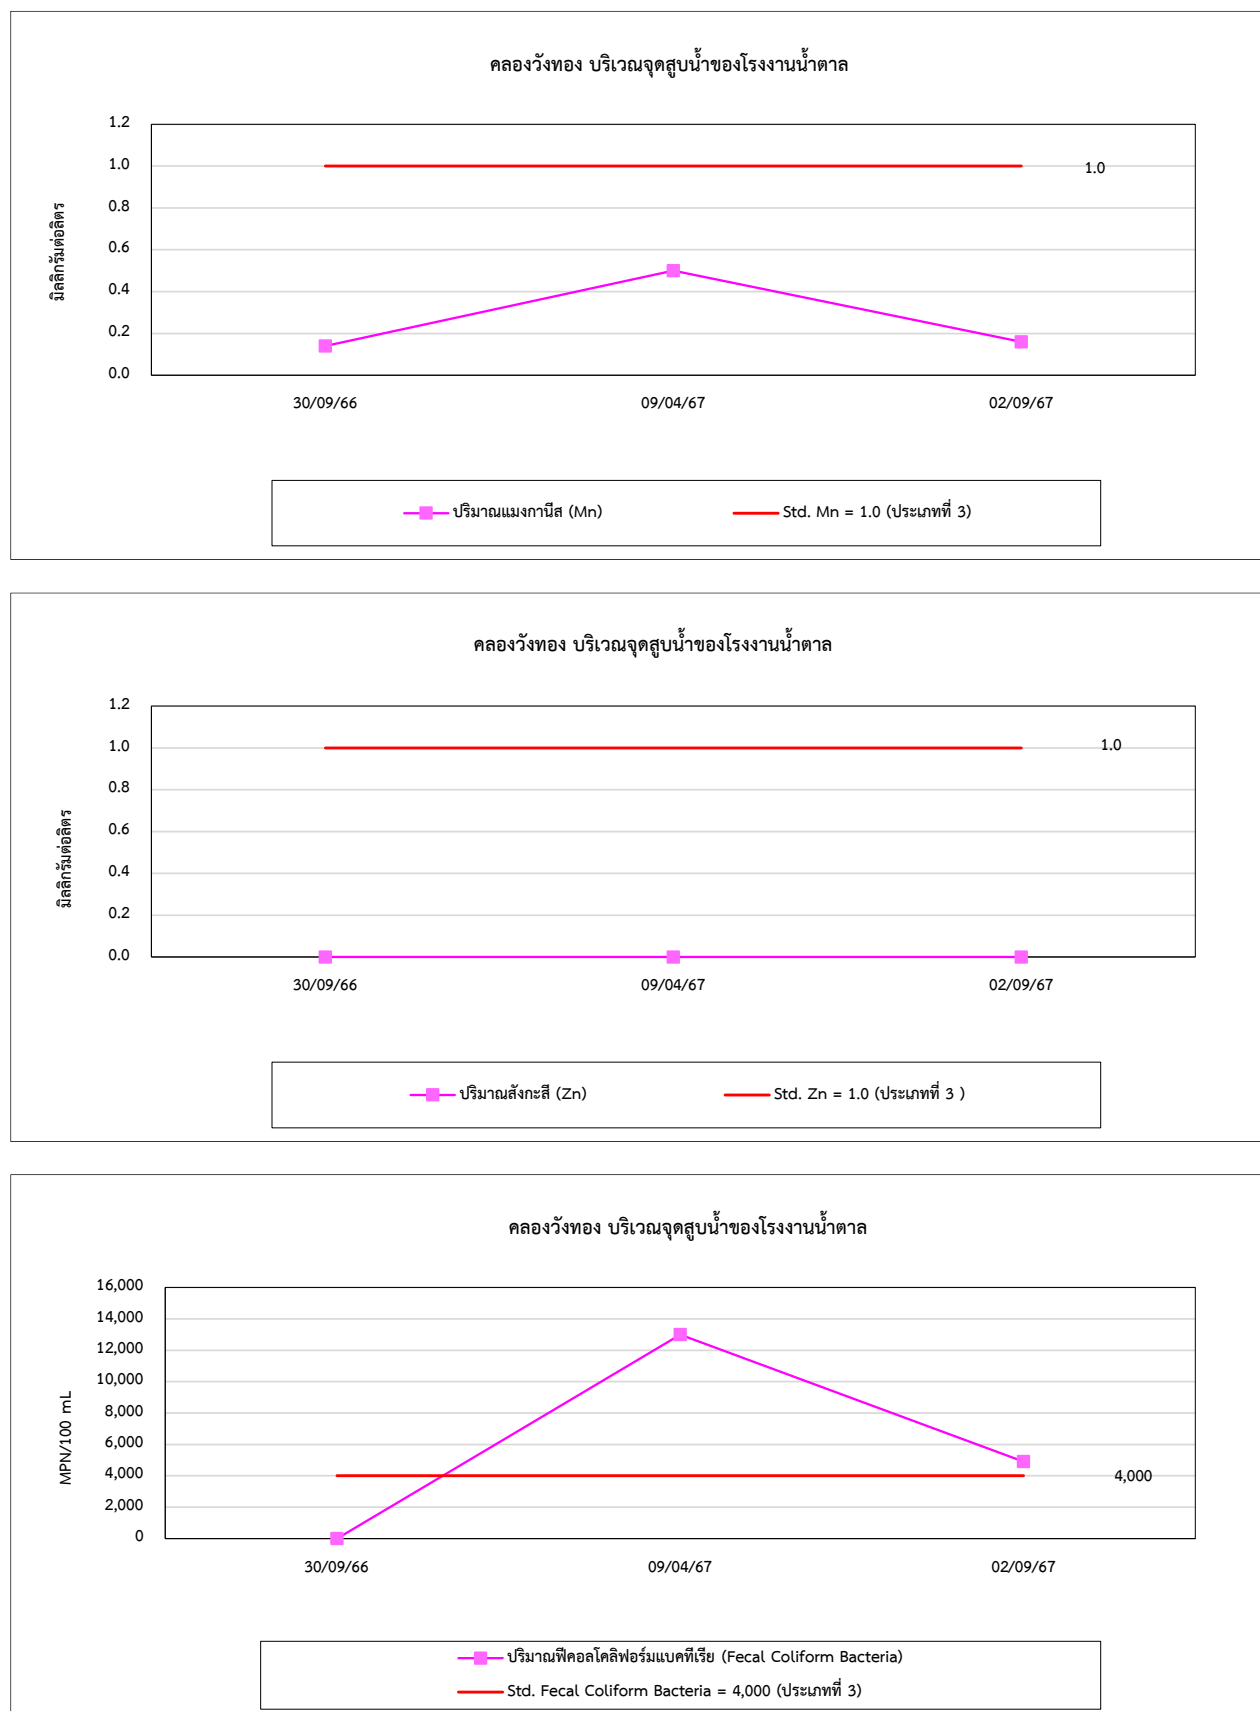 คลองวังทอง บริเวณจุดสูบน้ำของโรงงานน้ำตาล
มิลลิกรัมต่อลิตร
1.2
1.0
0.8
0.6
0.4
0.2
0.0
1.0
30/09/66 09/04/67 02/09/67
ปริมาณแมงกานีส (Mn) Std. Mn = 1.0 (ประเภทที่ 3)
คลองวังทอง บริเวณจุดสูบน้ำของโรงงานน้ำตาล
มิลลิกรัมต่อลิตร
1.2
1.0
0.8
0.6
0.4
0.2
0.0
1.0
30/09/66 09/04/67 02/09/67
ปริมาณสังกะสี (Zn) Std. Zn = 1.0 (ประเภทที่ 3 )
คลองวังทอง บริเวณจุดสูบน้ำของโรงงานน้ำตาล
MPN/100 mL
16,000
14,000
12,000
10,000
8,000
6,000
4,000
2,000
0
4,000
30/09/66 09/04/67 02/09/67
ปริมาณฟีคอลโคลิฟอร์มแบคทีเรีย (Fecal Coliform Bacteria)
Std. Fecal Coliform Bacteria = 4,000 (ประเภทที่ 3)